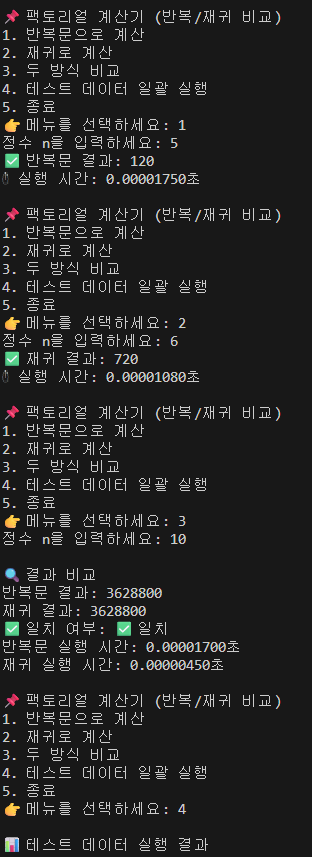 📌 팩토리얼 계산기 (반복/재귀 비교)
1. 반복문으로 계산
2. 재귀로 계산
3. 두 방식 비교
4. 테스트 데이터 일괄 실행
5. 종료
👉 메뉴를 선택하세요: 1
정수 n을 입력하세요: 5
✅ 반복문 결과: 120
🕰 실행 시간: 0.00001750초

📌 팩토리얼 계산기 (반복/재귀 비교)
1. 반복문으로 계산
2. 재귀로 계산
3. 두 방식 비교
4. 테스트 데이터 일괄 실행
5. 종료
👉 메뉴를 선택하세요: 2
정수 n을 입력하세요: 6
✅ 재귀 결과: 720
🕰 실행 시간: 0.00001080초

📌 팩토리얼 계산기 (반복/재귀 비교)
1. 반복문으로 계산
2. 재귀로 계산
3. 두 방식 비교
4. 테스트 데이터 일괄 실행
5. 종료
👉 메뉴를 선택하세요: 3
정수 n을 입력하세요: 10

🔍 결과 비교
반복문 결과: 3628800
재귀 결과: 3628800
✅ 일치 여부: ✅ 일치
반복문 실행 시간: 0.00001700초
재귀 실행 시간: 0.00000450초

📌 팩토리얼 계산기 (반복/재귀 비교)
1. 반복문으로 계산
2. 재귀로 계산
3. 두 방식 비교
4. 테스트 데이터 일괄 실행
5. 종료
👉 메뉴를 선택하세요: 4

📊 테스트 데이터 실행 결과